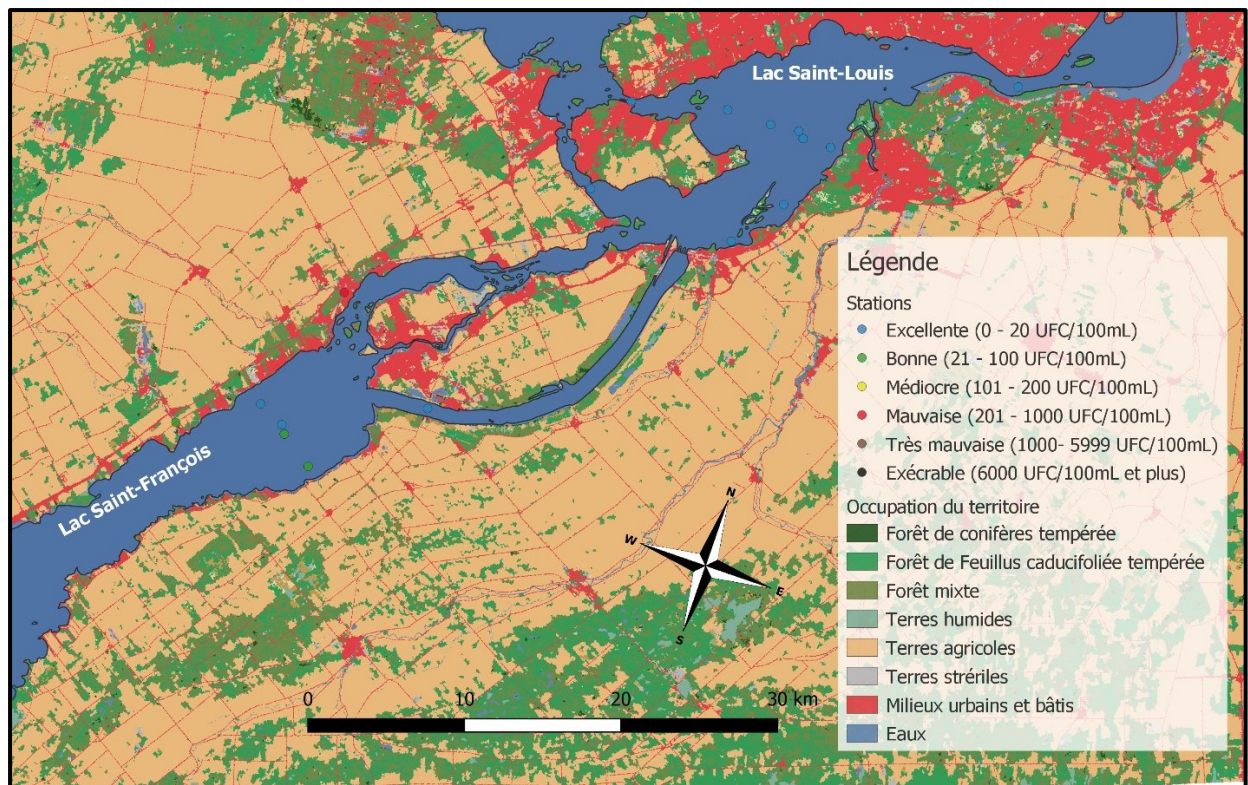 Lac Saint-Louis
Lac Saint-François
Légende
Stations
Excellente (0 - 20 UFC/100mL)
Bonne (21 - 100 UFC/100mL)
Médiocre (101 - 200 UFC/100mL)
Mauvaise (201 - 1000 UFC/100mL)
Très mauvaise (1000- 5999 UFC/100mL)
Exécrable (6000 UFC/100mL et plus)
Occupation du territoire
Forêt de conifères tempérée
Forêt de Feuillus caducifoliée tempérée
Forêt mixte
Terres humides
Terres agricoles
Terres strériles
Milieux urbains et bâtis
Eaux
N
W
E
S
0 10 20 30 km